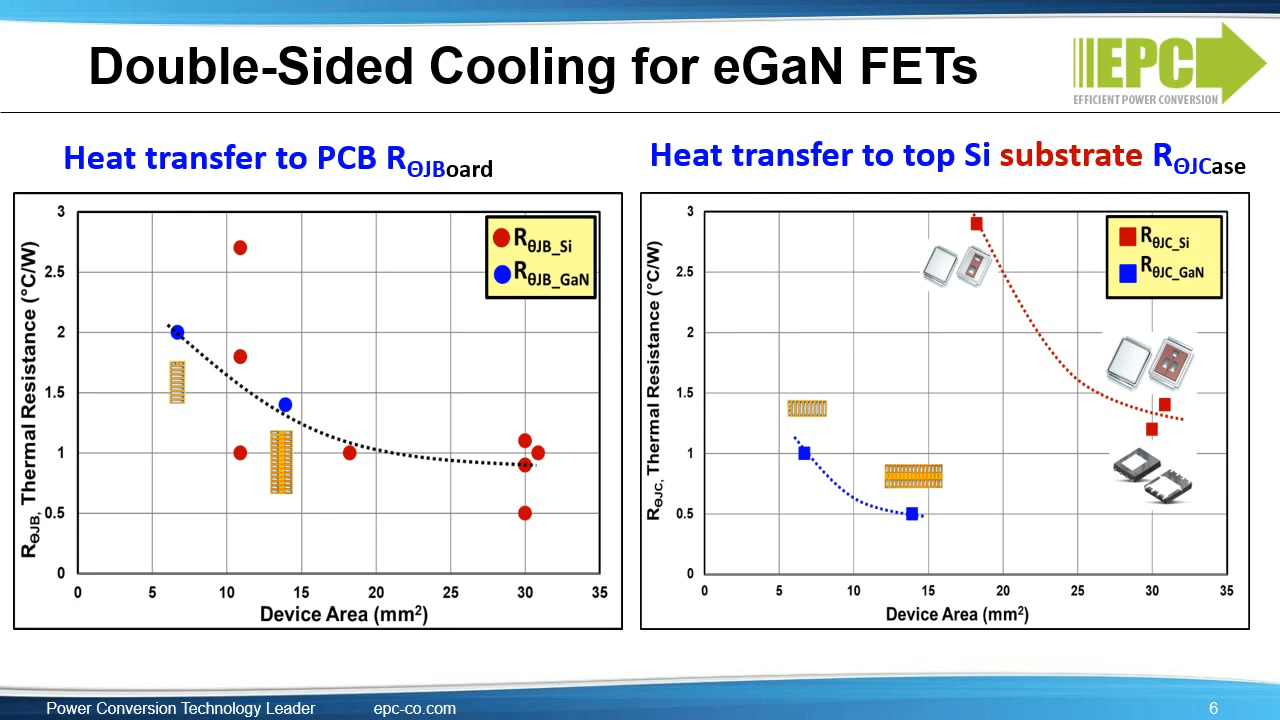 Double-Sided Cooling for eGaN FETs
EPC
EFFICIENT POWER CONVERSION
Heat transfer to PCB RΘJBoard
Heat transfer to top Si substrate RΘJCase
RΘJB, Thermal Resistance (°C/W)
3
2.5
2
1.5
1
0.5
0
0 5 10 15 20 25 30 35
Device Area (mm²)
RθJB_Si
RθJB_GaN
RΘJC, Thermal Resistance (°C/W)
3
2.5
2
1.5
1
0.5
0
0 5 10 15 20 25 30 35
Device Area (mm²)
RθJC_Si
RθJC_GaN
Power Conversion Technology Leader epc-co.com 6